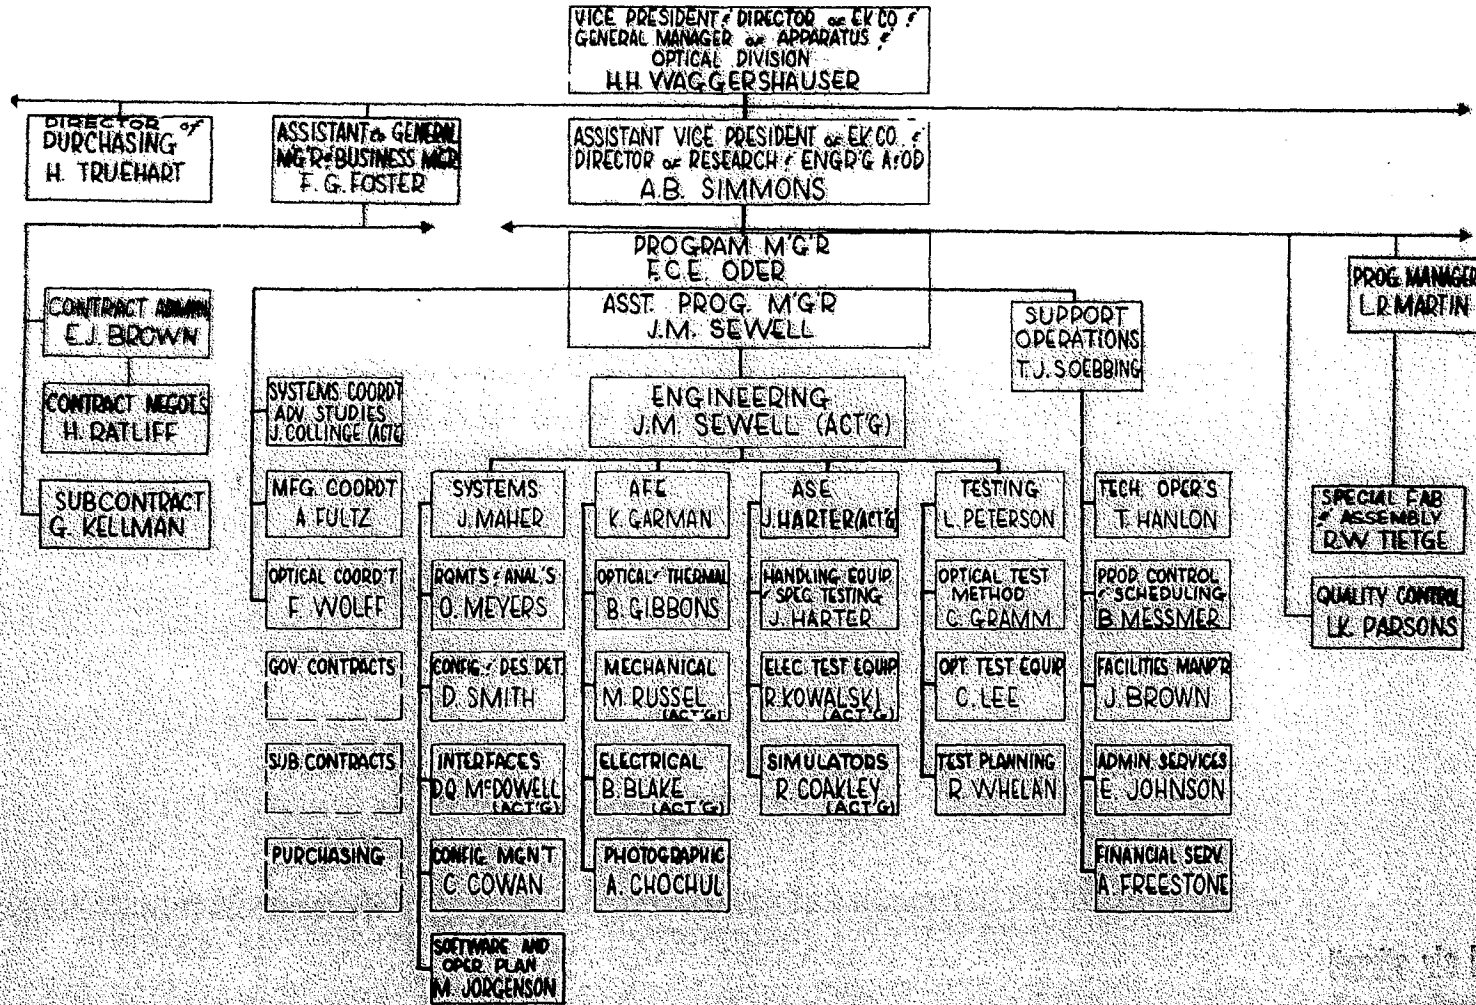 VICE PRESIDENT & DIRECTOR OF EK CO &
GENERAL MANAGER OF APPARATUS &
OPTICAL DIVISION
H.H. WAGGERSHAUSER
DIRECTOR of
PURCHASING
H. TRUEHART
ASSISTANT to GENERAL
MG'R & BUSINESS MGR
F. G. FOSTER
ASSISTANT VICE PRESIDENT OF EK CO. &
DIRECTOR OF RESEARCH & ENGR'G A&OD
A.B. SIMMONS
PROGRAM M'G'R
F.C.E. ODER
ASST. PROG. M'G'R
J.M. SEWELL
PROG. MANAGER
L.R. MARTIN
CONTRACT ADMIN
E.J. BROWN
SUPPORT
OPERATIONS
T.J. SOEBBING
CONTRACT NEGOTS
H. RATLIFF
SYSTEMS COORDT
ADV. STUDIES
J. COLLINGE (ACT'G)
ENGINEERING
J.M. SEWELL (ACT'G)
SUBCONTRACT
G. KELLMAN
MFG. COORDT
A. FULTZ
SYSTEMS
J. MAHER
AFE
K. GARMAN
ASE
J. HARTER (ACT'G)
TESTING
L. PETERSON
TECH. OPER'S
T. HANLON
SPECIAL FAB
& ASSEMBLY
R.W. TIETGE
OPTICAL COORD'T
F. WOLFF
RQMT'S & ANAL'S
O. MEYERS
OPTICAL & THERMAL
B. GIBBONS
HANDLING EQUIP
& SPEC. TESTING
J. HARTER
OPTICAL TEST
METHOD
C. GRAMM
PROD. CONTROL
& SCHEDULING
B. MESSMER
QUALITY CONTROL
L.K. PARSONS
GOV. CONTRACTS
CONFIG. & DES. DET.
D. SMITH
MECHANICAL
M. RUSSEL
(ACT'G)
ELEC. TEST EQUIP
R. KOWALSKI
(ACT'G)
OPT. TEST EQUIP
C. LEE
FACILITIES MANP'R
J. BROWN
SUB CONTRACTS
INTERFACES
D.Q. McDOWELL
(ACT'G)
ELECTRICAL
B. BLAKE
(ACT'G)
SIMULATORS
R. COAKLEY
(ACT'G)
TEST PLANNING
R. WHELAN
ADMIN. SERVICES
E. JOHNSON
PURCHASING
CONFIG. MGN'T
C. COWAN
PHOTOGRAPHIC
A. CHOCHUL
FINANCIAL SERV.
A. FREESTONE
SOFTWARE AND
OPER. PLAN
M. JORGENSON